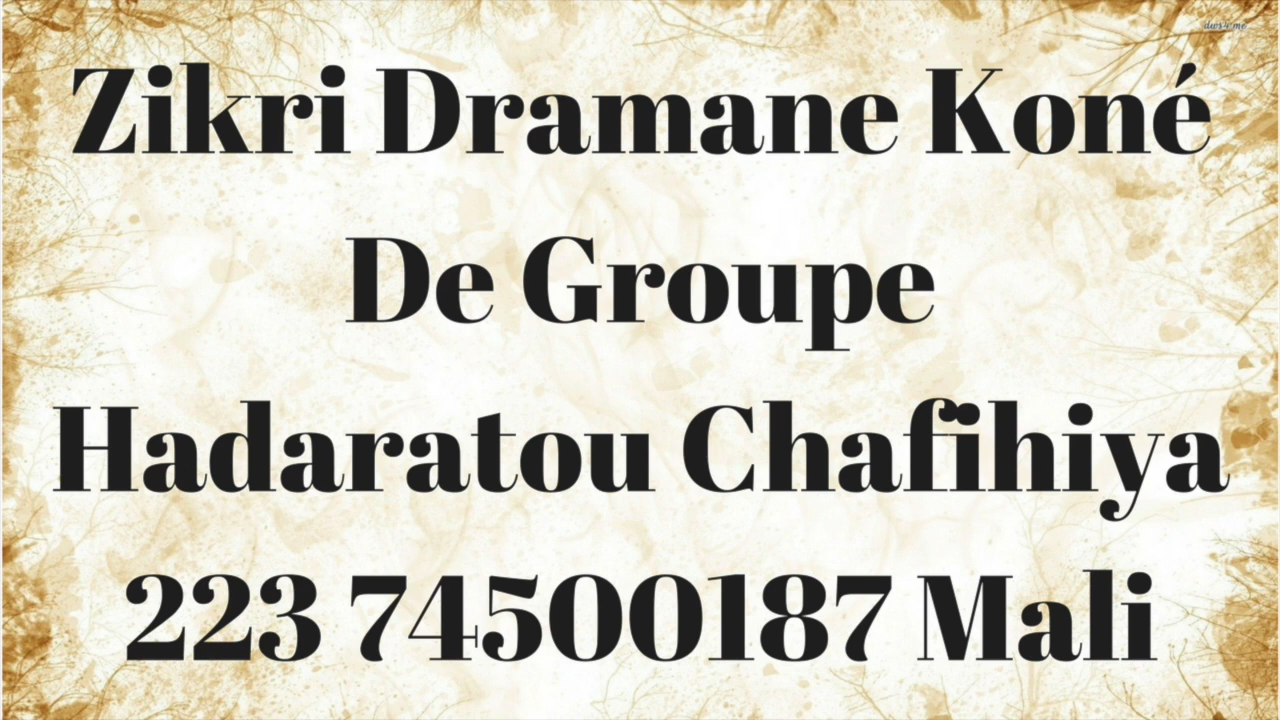 Zikri Dramane Koné
De Groupe
Hadaratou Chafihiya
223 74500187 Mali